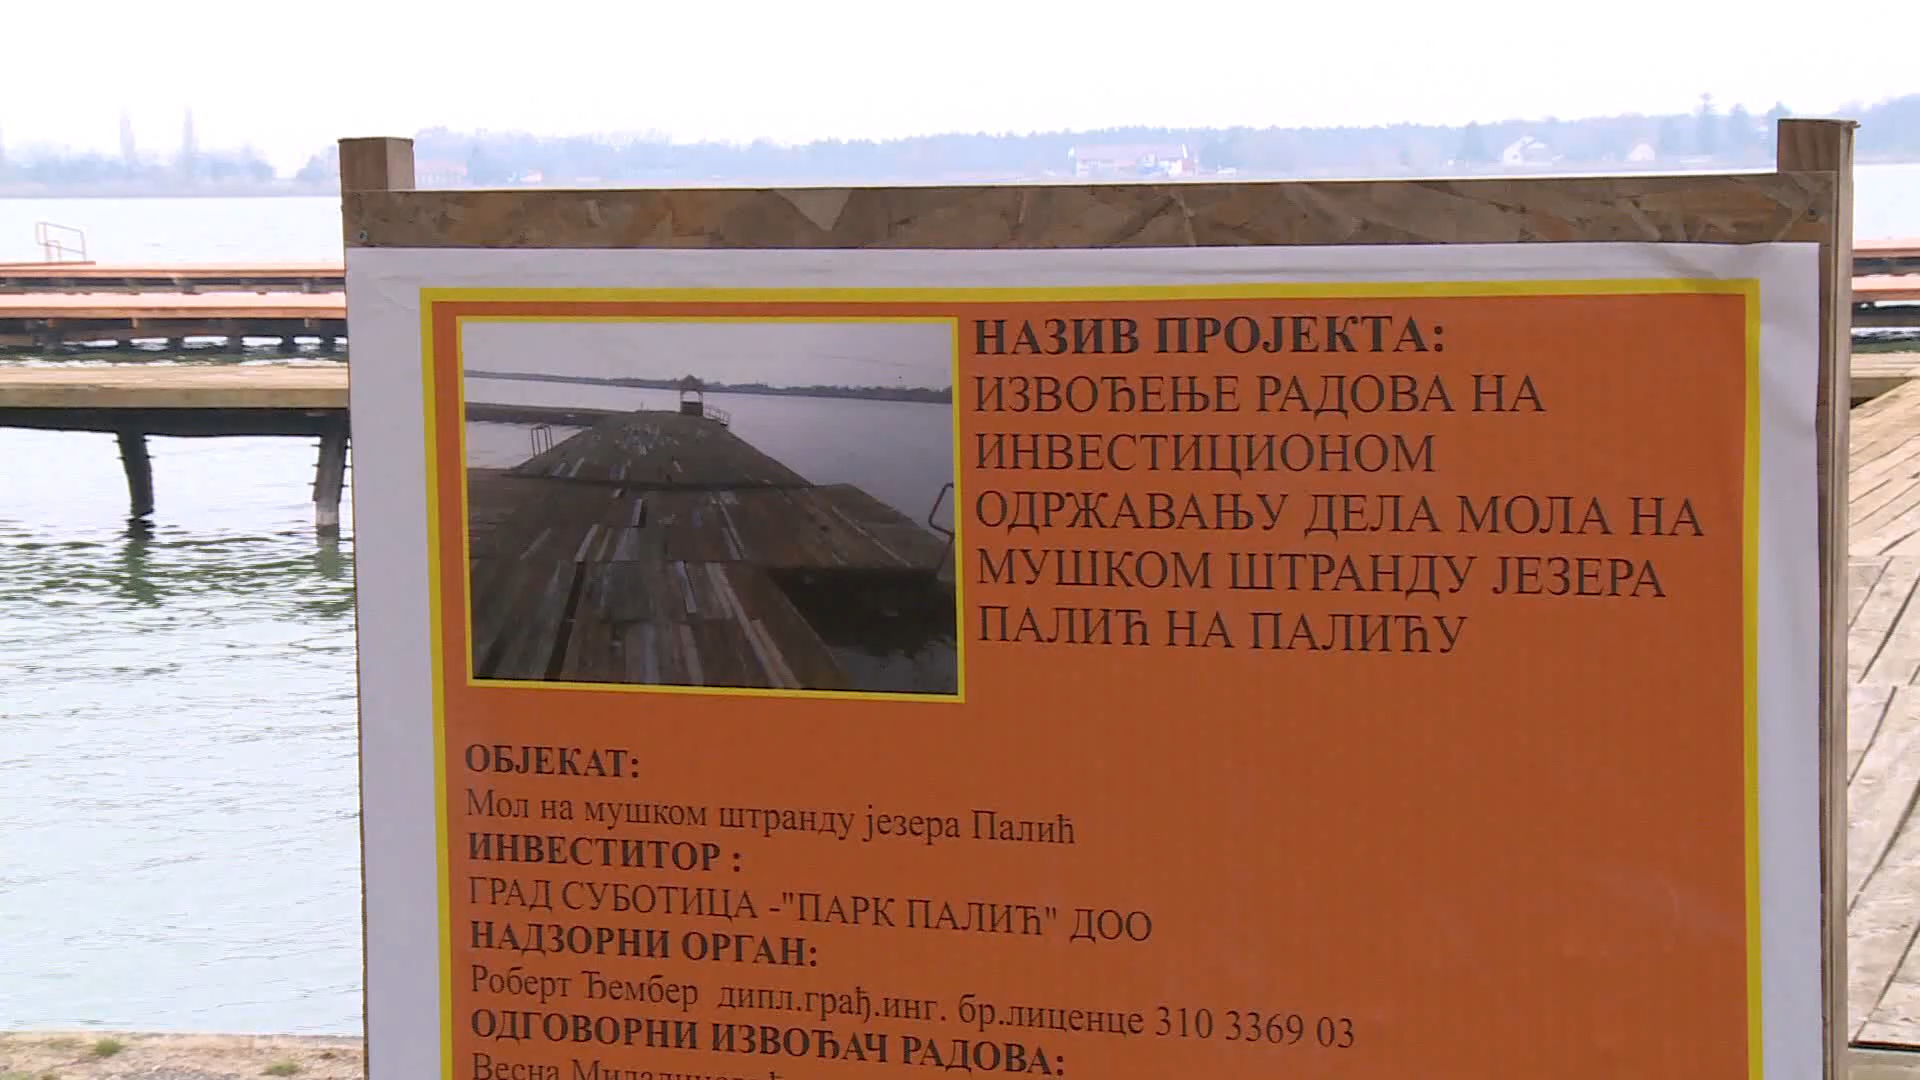 НАЗИВ ПРОЈЕКТА:
ИЗВОЂЕЊЕ РАДОВА НА
ИНВЕСТИЦИОНОМ
ОДРЖАВАЊУ ДЕЛА МОЛА НА
МУШКОМ ШТРАНДУ ЈЕЗЕРА
ПАЛИЋ НА ПАЛИЋУ
ОБЈЕКАТ:
Мол на мушком штранду језера Палић
ИНВЕСТИТОР :
ГРАД СУБОТИЦА -"ПАРК ПАЛИЋ" ДОО
НАДЗОРНИ ОРГАН:
Роберт Ђембер дипл.грађ.инг. бр.лиценце 310 3369 03
ОДГОВОРНИ ИЗВОЂАЧ РАДОВА:
Весна